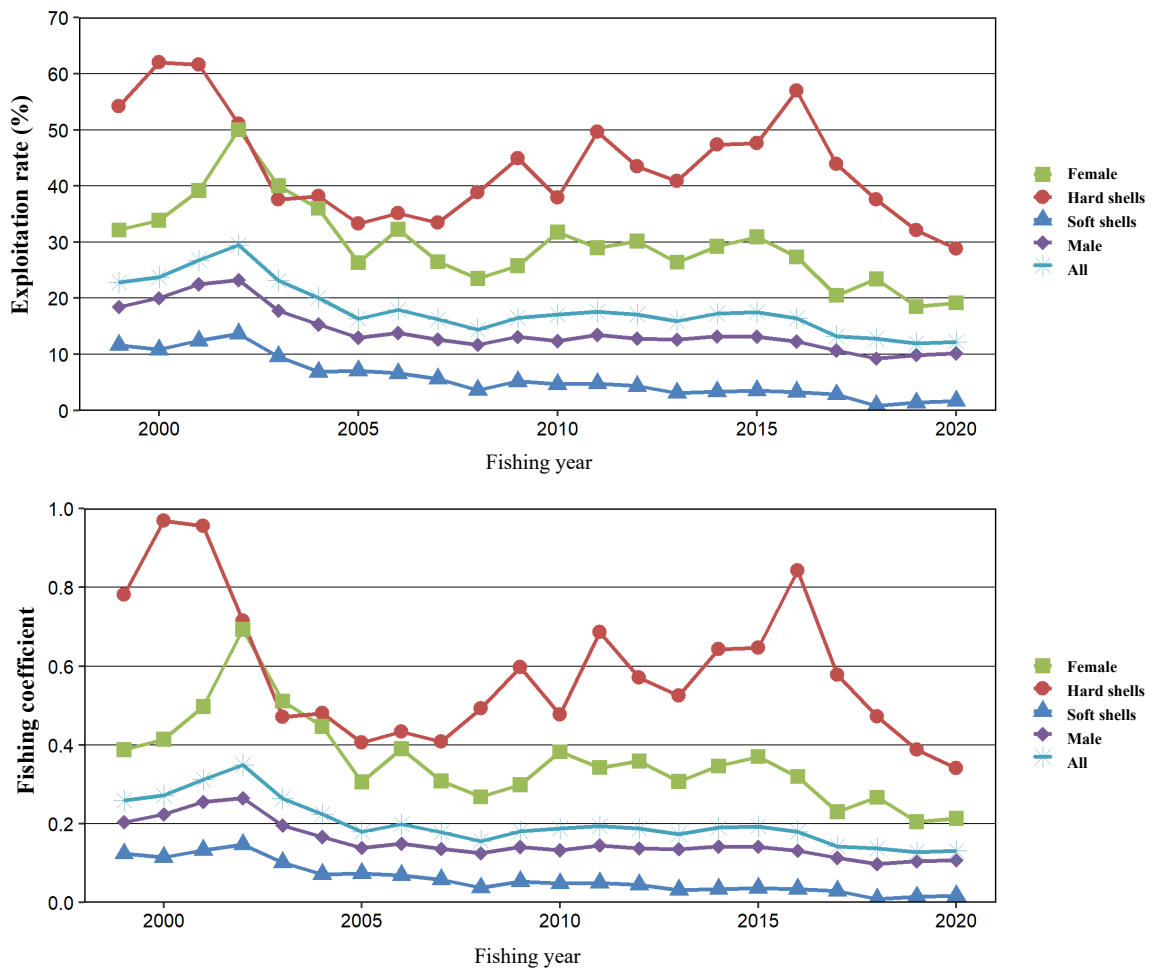 70
60
50
40
30
20
10
0
Exploitation rate (%)
2000 2005 2010 2015 2020
Fishing year
Female
Hard shells
Soft shells
Male
All
1.0
0.8
0.6
0.4
0.2
0.0
Fishing coefficient
2000 2005 2010 2015 2020
Fishing year
Female
Hard shells
Soft shells
Male
All